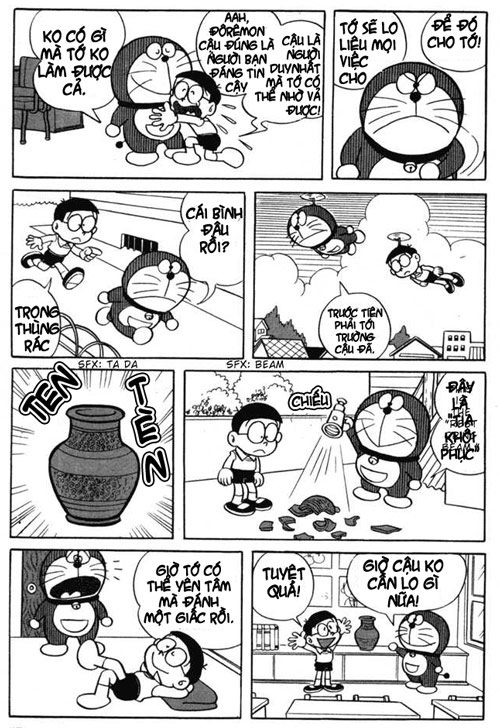 ĐỂ ĐÓ
CHO TỚ!
TỚ SẼ LO
LIỆU MỌI
VIỆC
CHO
CẬU LÀ
NGƯỜI
DUY NHẤT
MÀ TỚ CÓ
THỂ NHỜ VẢ
ĐƯỢC!
AAH,
ĐÔRÊMON
CẬU ĐÚNG LÀ
NGƯỜI BẠN
ĐÁNG TIN
CẬY
KO CÓ GÌ
MÀ TỚ KO
LÀM ĐƯỢC
CẢ.
TRƯỚC TIÊN
PHẢI TỚI
TRƯỜNG
CẬU ĐÃ.
CÁI BÌNH
ĐÂU
RỒI?
TRONG
THÙNG
RÁC
SFX: BEAM
ĐÂY
LÀ
"TIA
KHÔI
PHỤC"
CHIẾU
SFX: TA DA
TEN
TÈN
GIỜ CẬU KO
CẦN LO GÌ
NỮA!
TUYỆT
QUÁ!
GIỜ TỚ CÓ
THỂ YÊN TÂM
MÀ ĐÁNH
MỘT GIẤC RỒI.